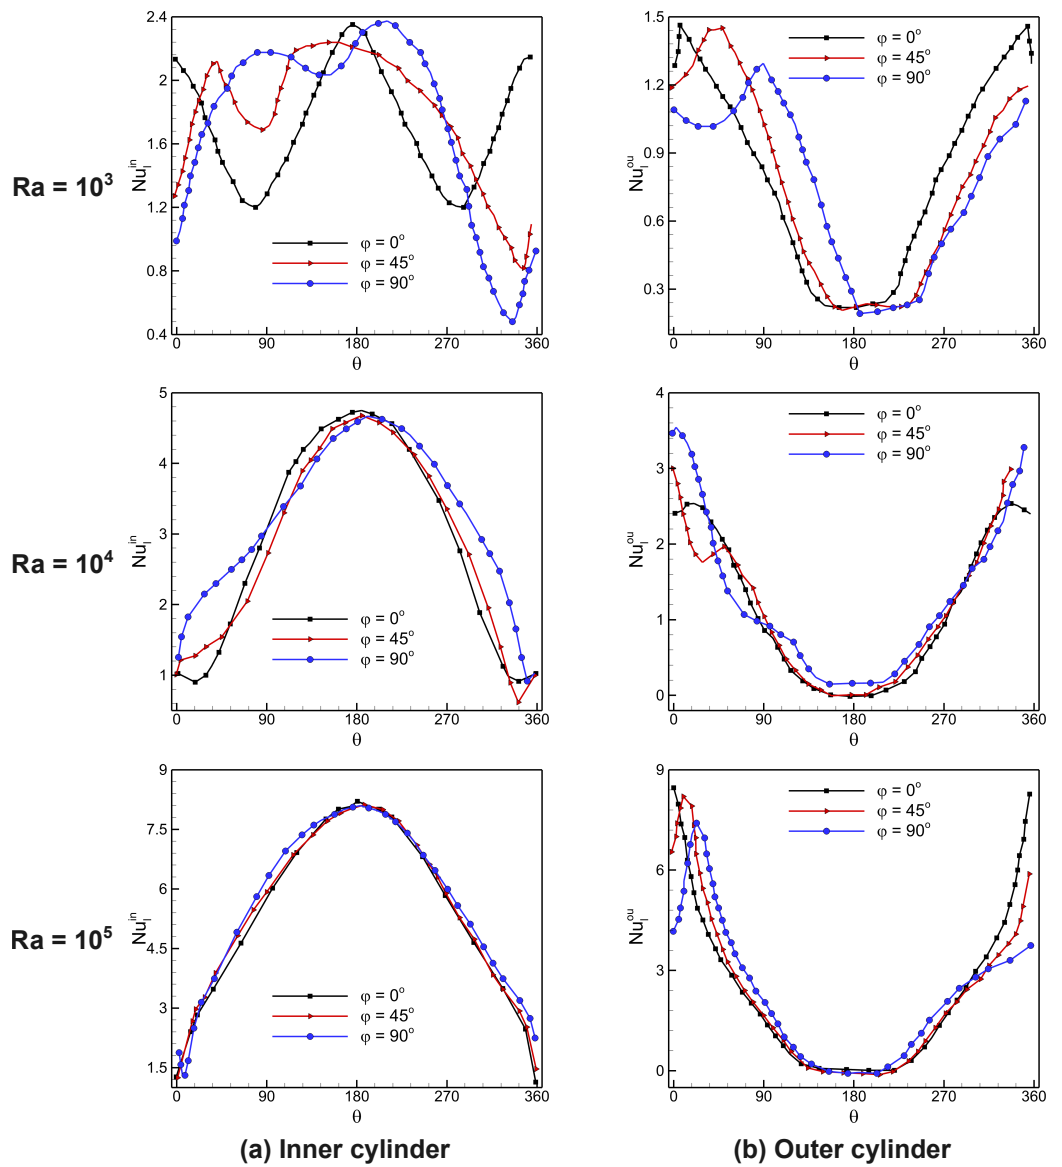 Ra = 10³
Nu_l^in
2.4
2
1.6
1.2
0.8
0.4
φ = 0°
φ = 45°
φ = 90°
0 90 180 270 360
θ
Nu_l^ou
1.5
1.2
0.9
0.6
0.3
φ = 0°
φ = 45°
φ = 90°
0 90 180 270 360
θ
Ra = 10⁴
Nu_l^in
5
4
3
2
1
φ = 0°
φ = 45°
φ = 90°
0 90 180 270 360
θ
Nu_l^ou
4
3
2
1
0
φ = 0°
φ = 45°
φ = 90°
0 90 180 270 360
θ
Ra = 10⁵
Nu_l^in
7.5
6
4.5
3
1.5
φ = 0°
φ = 45°
φ = 90°
0 90 180 270 360
θ
Nu_l^ou
9
6
3
0
φ = 0°
φ = 45°
φ = 90°
0 90 180 270 360
θ
(a) Inner cylinder
(b) Outer cylinder